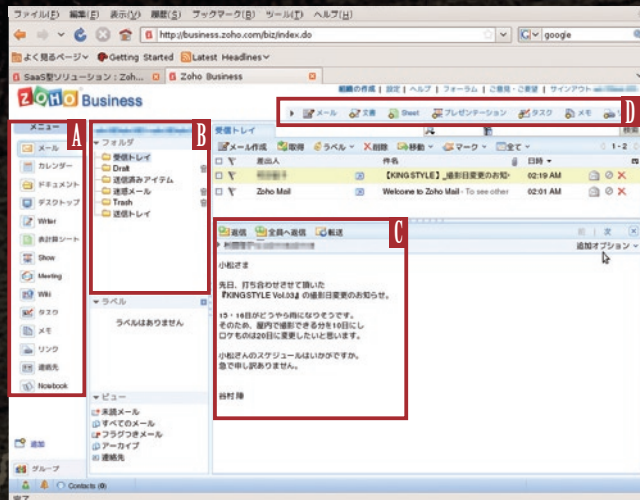 ファイル(F) 編集(E) 表示(V) 履歴(S) ブックマーク(B) ツール(T) ヘルプ(H)
http://business.zoho.com/biz/index.do
google
よく見るページ Getting Started Latest Headlines
SaaS型ソリューション : Zoh...
Zoho Business
ZOHO Business
組織の作成 | 設定 | ヘルプ | フォーラム | ご意見・ご要望 | サインアウト
D
メール 文書 Sheet プレゼンテーション タスク メモ
A
メニュー
メール
カレンダー
ドキュメント
デスクトップ
Writer
表計算シート
Show
Meeting
Wiki
タスク
メモ
リンク
連絡先
Notebook
追加
グループ
B
フォルダ
受信トレイ
Draft
送信済みアイテム
迷惑メール
Trash
送信トレイ
ラベル
ラベルはありません
ビュー
未読メール
すべてのメール
フラグつきメール
アーカイブ
連絡先
受信トレイ
検索
メール作成 取得 ラベル 削除 移動 マーク 全て 1-2
差出人 件名 日時
【KINGSTYLE】_撮影日変更のお知 02:19 AM
Zoho Mail Welcome to Zoho Mail - To see other 02:01 AM
C
返信 全員へ返信 転送
前 | 次
追加オプション
小松さま
先日、打ち合わせさせて頂いた
『KINGSTYLE Vol.03』の撮影日変更のお知らせ。
15・16日がどうやら雨になりそうです。
そのため、屋内で撮影できる分を10日にし
ロケものは20日に変更したいと思います。
小松さんのスケジュールはいかがですか。
急で申し訳ありません。
谷村 陣
Contacts (0)
完了